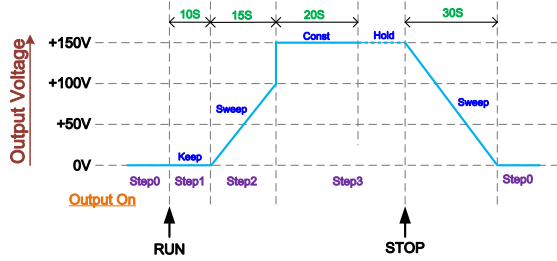 10S 15S 20S 30S
Output Voltage
+150V
+100V
+50V
0V
Const Hold
Sweep Sweep
Keep
Step0 Step1 Step2 Step3 Step0
Output On
RUN STOP